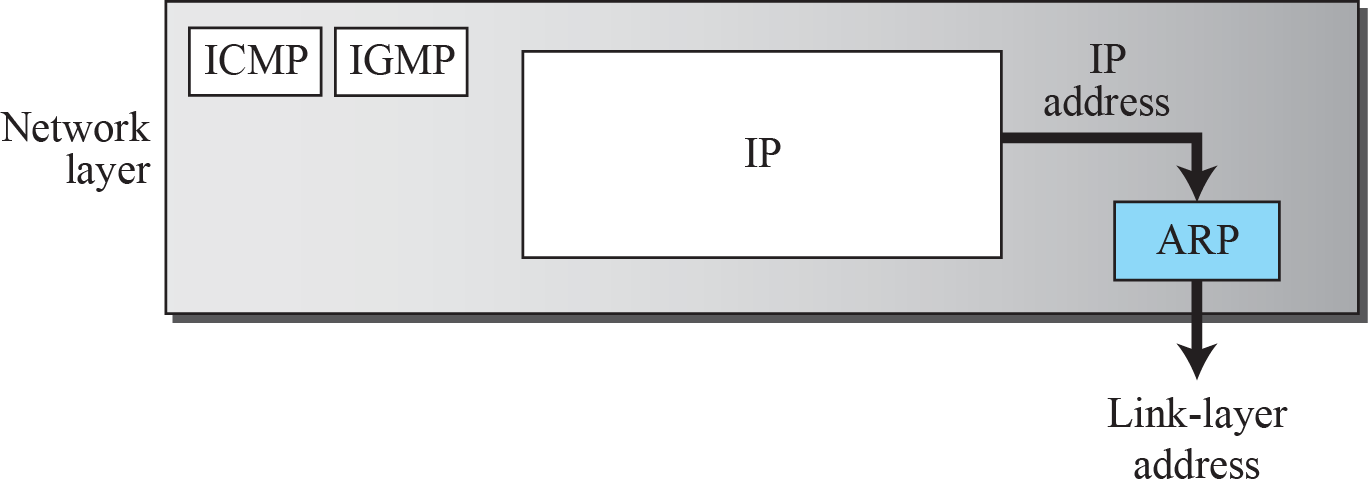 ICMP
IGMP
IP
address
Network
layer
IP
ARP
Link-layer
address